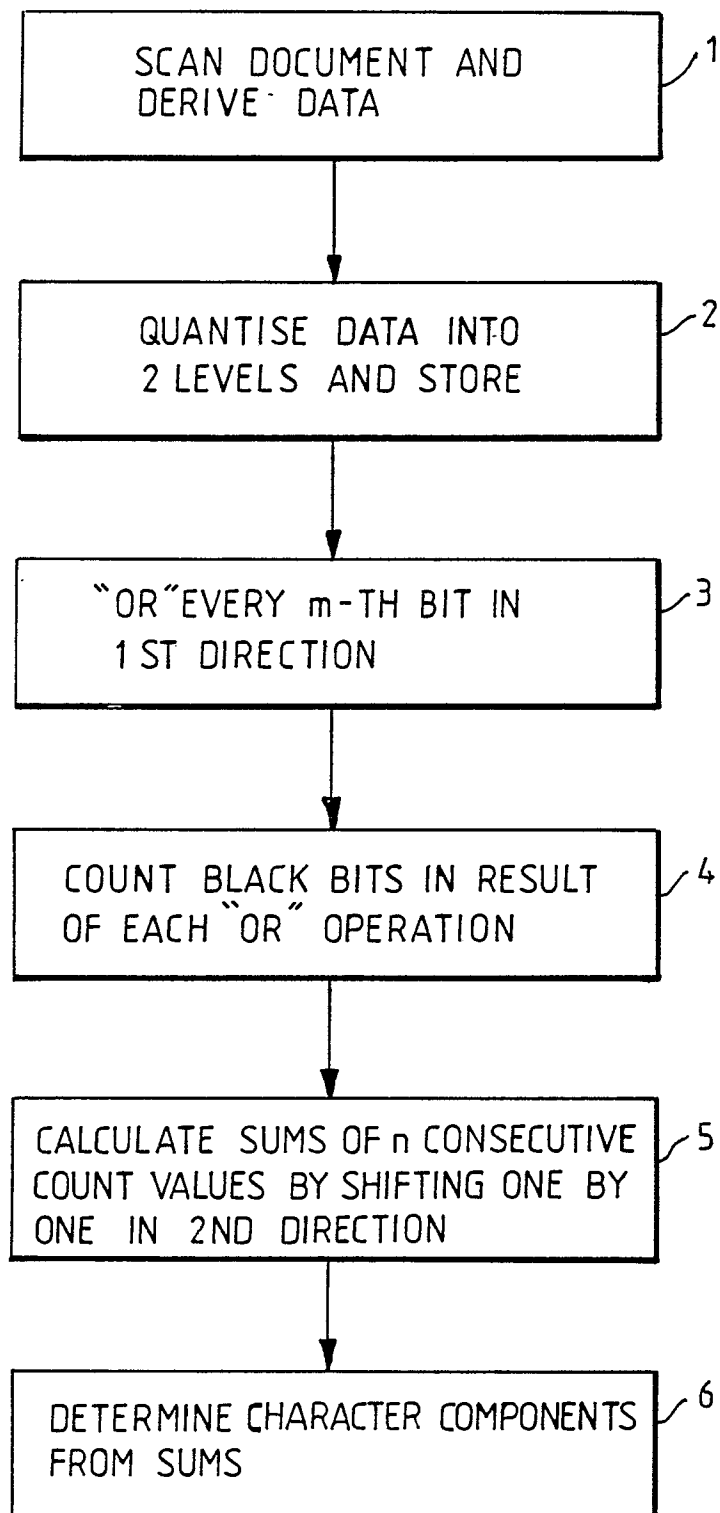 SCAN DOCUMENT AND
DERIVE DATA
1
QUANTISE DATA INTO
2 LEVELS AND STORE
2
"OR" EVERY m-TH BIT IN
1ST DIRECTION
3
COUNT BLACK BITS IN RESULT
OF EACH "OR" OPERATION
4
CALCULATE SUMS OF n CONSECUTIVE
COUNT VALUES BY SHIFTING ONE BY
ONE IN 2ND DIRECTION
5
DETERMINE CHARACTER COMPONENTS
FROM SUMS
6